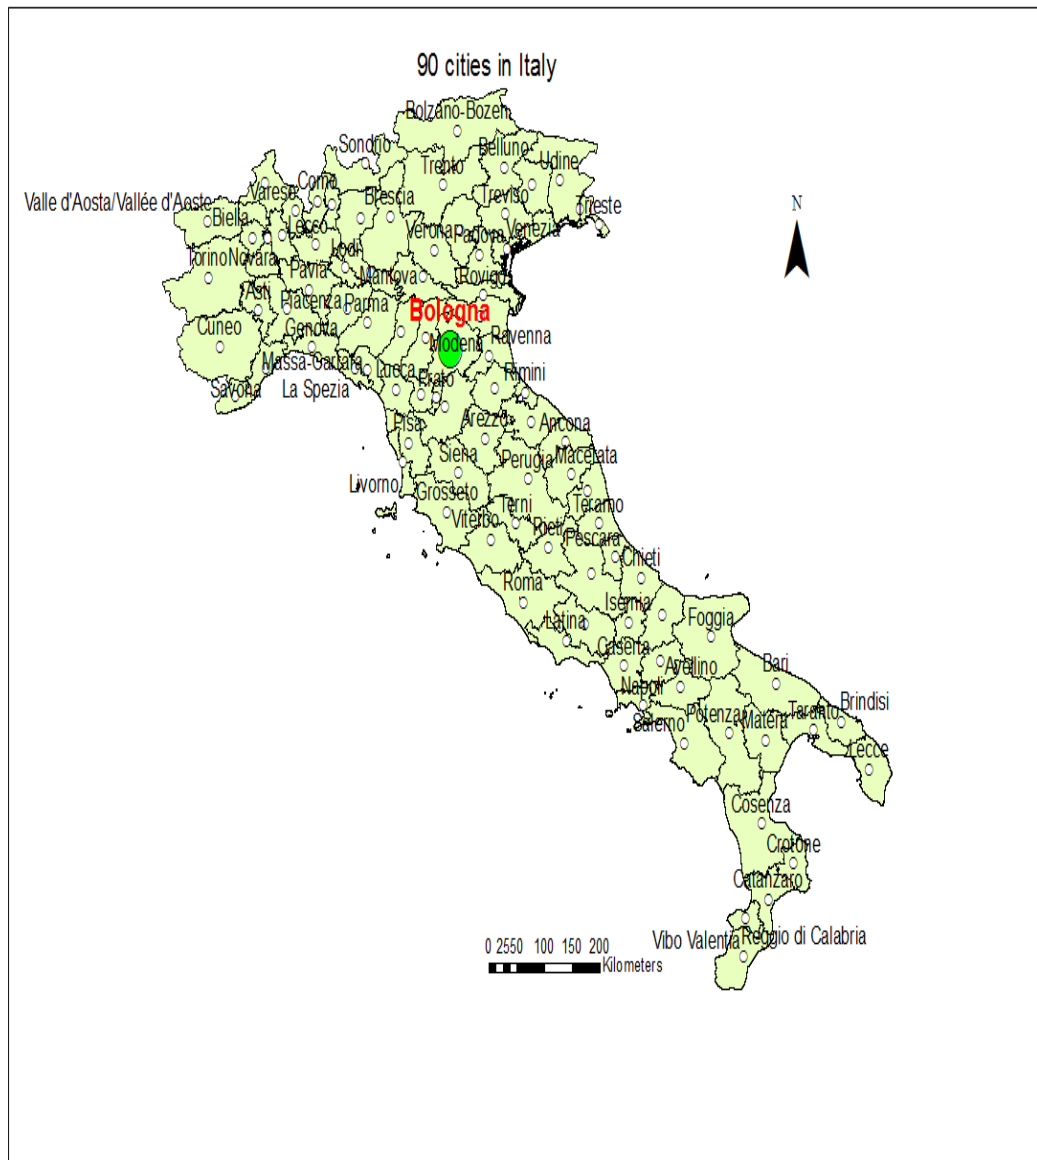 90 cities in Italy
Bolzano-Bozen
Sondrio
Belluno
Trento
Udine
Como
Varese
Valle d'Aosta/Vallée d'Aoste
Brescia
Treviso
Trieste
Biella
Lecco
Verona
Padova
Venezia
Lodi
Torino
Novara
Pavia
Mantova
Rovigo
Asti
Piacenza
Parma
Bologna
Cuneo
Genova
Modena
Ravenna
Massa-Carrara
Lucca
Prato
Rimini
Savona
La Spezia
Pisa
Arezzo
Ancona
Siena
Perugia
Macerata
Livorno
Grosseto
Terni
Teramo
Viterbo
Rieti
Pescara
Chieti
Roma
Isernia
Latina
Foggia
Caserta
Avellino
Bari
Napoli
Salerno
Potenza
Matera
Taranto
Brindisi
Lecce
Cosenza
Crotone
Catanzaro
Vibo Valentia
Reggio di Calabria
N
0 2550 100 150 200
Kilometers